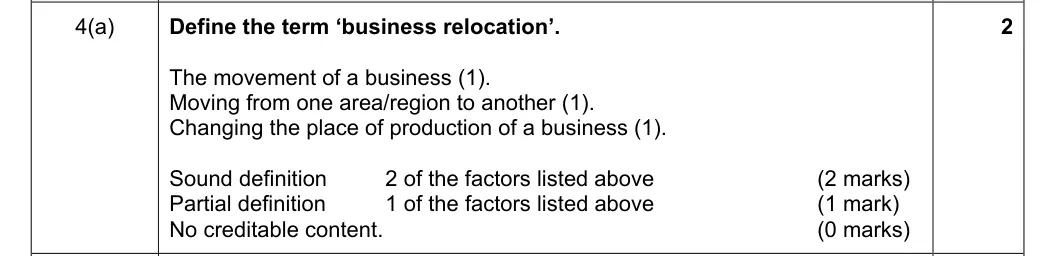 4(a) Define the term ‘business relocation’. 2
The movement of a business (1).
Moving from one area/region to another (1).
Changing the place of production of a business (1).
Sound definition 2 of the factors listed above (2 marks)
Partial definition 1 of the factors listed above (1 mark)
No creditable content. (0 marks)